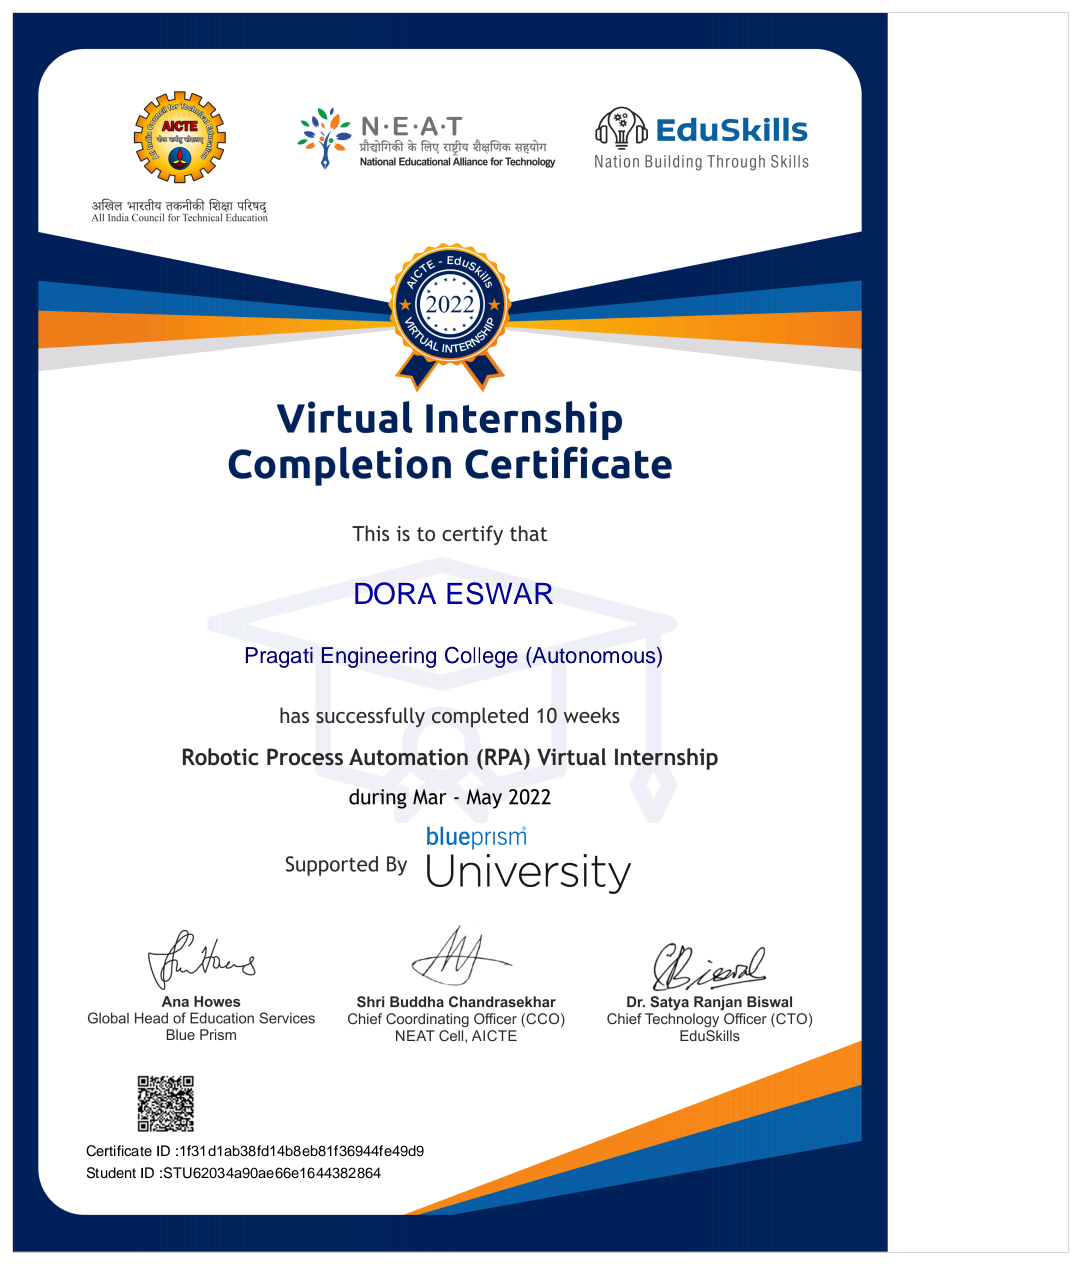 All India Council for Technical Education
AICTE
अखिल भारतीय तकनीकी शिक्षा परिषद्
All India Council for Technical Education
N·E·A·T
प्रौद्योगिकी के लिए राष्ट्रीय शैक्षणिक सहयोग
National Educational Alliance for Technology
EduSkills
Nation Building Through Skills
AICTE - EduSkills
2022
VIRTUAL INTERNSHIP
Virtual Internship
Completion Certificate
This is to certify that
DORA ESWAR
Pragati Engineering College (Autonomous)
has successfully completed 10 weeks
Robotic Process Automation (RPA) Virtual Internship
during Mar - May 2022
Supported By
blueprism®
University
Ana Howes
Global Head of Education Services
Blue Prism
Shri Buddha Chandrasekhar
Chief Coordinating Officer (CCO)
NEAT Cell, AICTE
Dr. Satya Ranjan Biswal
Chief Technology Officer (CTO)
EduSkills
Certificate ID :1f31d1ab38fd14b8eb81f36944fe49d9
Student ID :STU62034a90ae66e1644382864